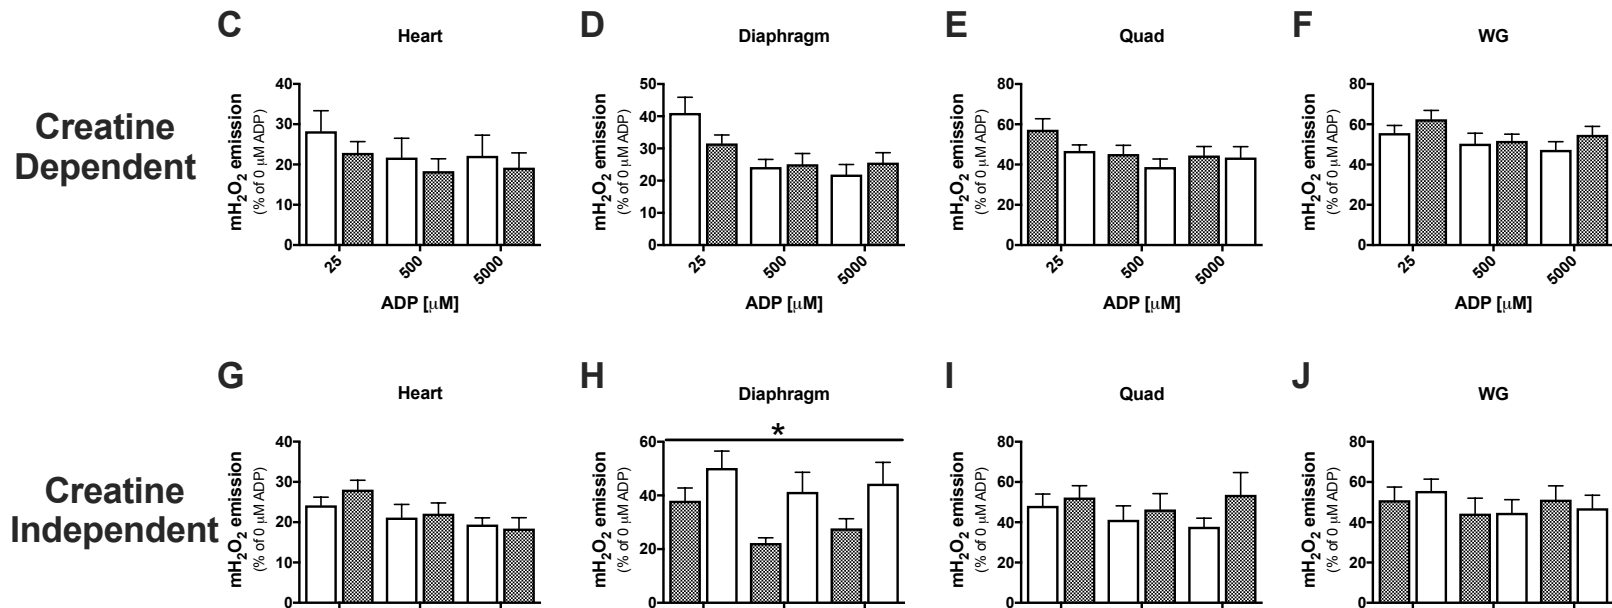 C
Heart
D
Diaphragm
E
Quad
F
WG
Creatine
Dependent
mH2O2 emission
(% of 0 μM ADP)
40
30
20
10
0
25
500
5000
ADP [μM]
mH2O2 emission
(% of 0 μM ADP)
50
40
30
20
10
0
25
500
5000
ADP [μM]
mH2O2 emission
(% of 0 μM ADP)
80
60
40
20
0
25
500
5000
ADP [μM]
mH2O2 emission
(% of 0 μM ADP)
80
60
40
20
0
25
500
5000
ADP [μM]
G
Heart
H
Diaphragm
I
Quad
J
WG
Creatine
Independent
mH2O2 emission
(% of 0 μM ADP)
40
30
20
10
0
mH2O2 emission
(% of 0 μM ADP)
60
40
20
0
*
mH2O2 emission
(% of 0 μM ADP)
80
60
40
20
0
mH2O2 emission
(% of 0 μM ADP)
80
60
40
20
0